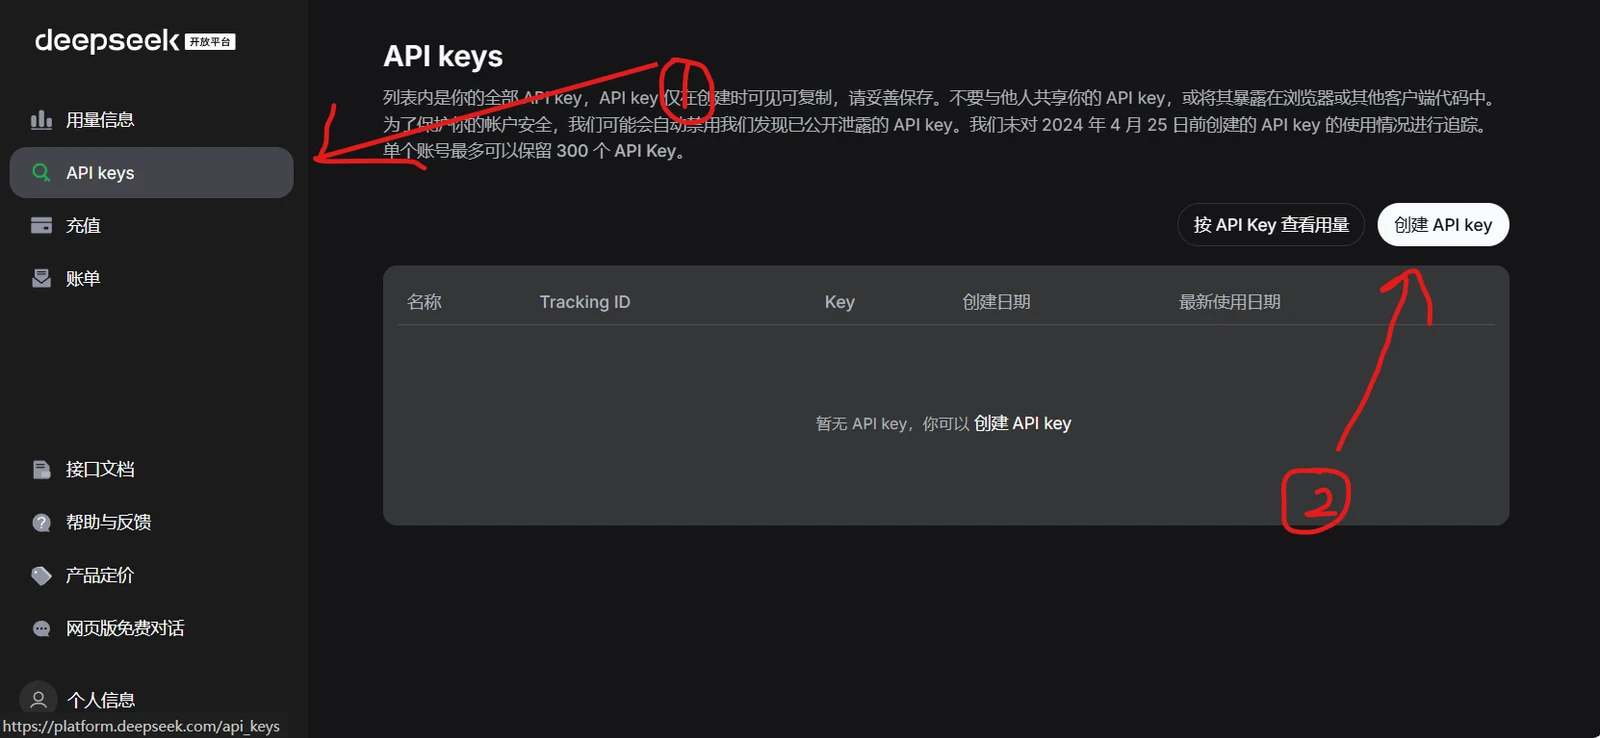 deepseek 开放平台
用量信息
API keys
充值
账单
接口文档
帮助与反馈
产品定价
网页版免费对话
个人信息
https://platform.deepseek.com/api_keys
API keys
1
列表内是你的全部 API key，API key 仅在创建时可见可复制，请妥善保存。不要与他人共享你的 API key，或将其暴露在浏览器或其他客户端代码中。
为了保护你的帐户安全，我们可能会自动禁用我们发现已公开泄露的 API key。我们未对 2024 年 4 月 25 日前创建的 API key 的使用情况进行追踪。
单个账号最多可以保留 300 个 API Key。
按 API Key 查看用量 创建 API key
名称 Tracking ID Key 创建日期 最新使用日期
暂无 API key，你可以 创建 API key
2